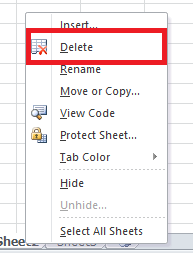 Insert...
Delete
Rename
Move or Copy...
View Code
Protect Sheet...
Tab Color
Hide
Unhide...
Select All Sheets